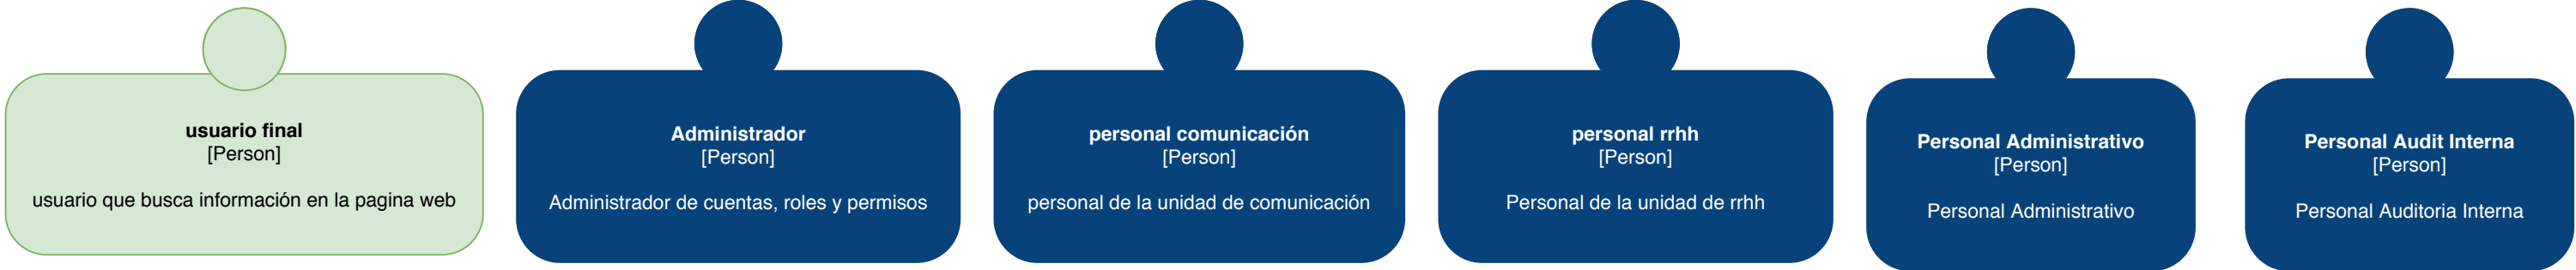 usuario final
[Person]
usuario que busca información en la pagina web
Administrador
[Person]
Administrador de cuentas, roles y permisos
personal comunicación
[Person]
personal de la unidad de comunicación
personal rrhh
[Person]
Personal de la unidad de rrhh
Personal Administrativo
[Person]
Personal Administrativo
Personal Audit Interna
[Person]
Personal Auditoria Interna